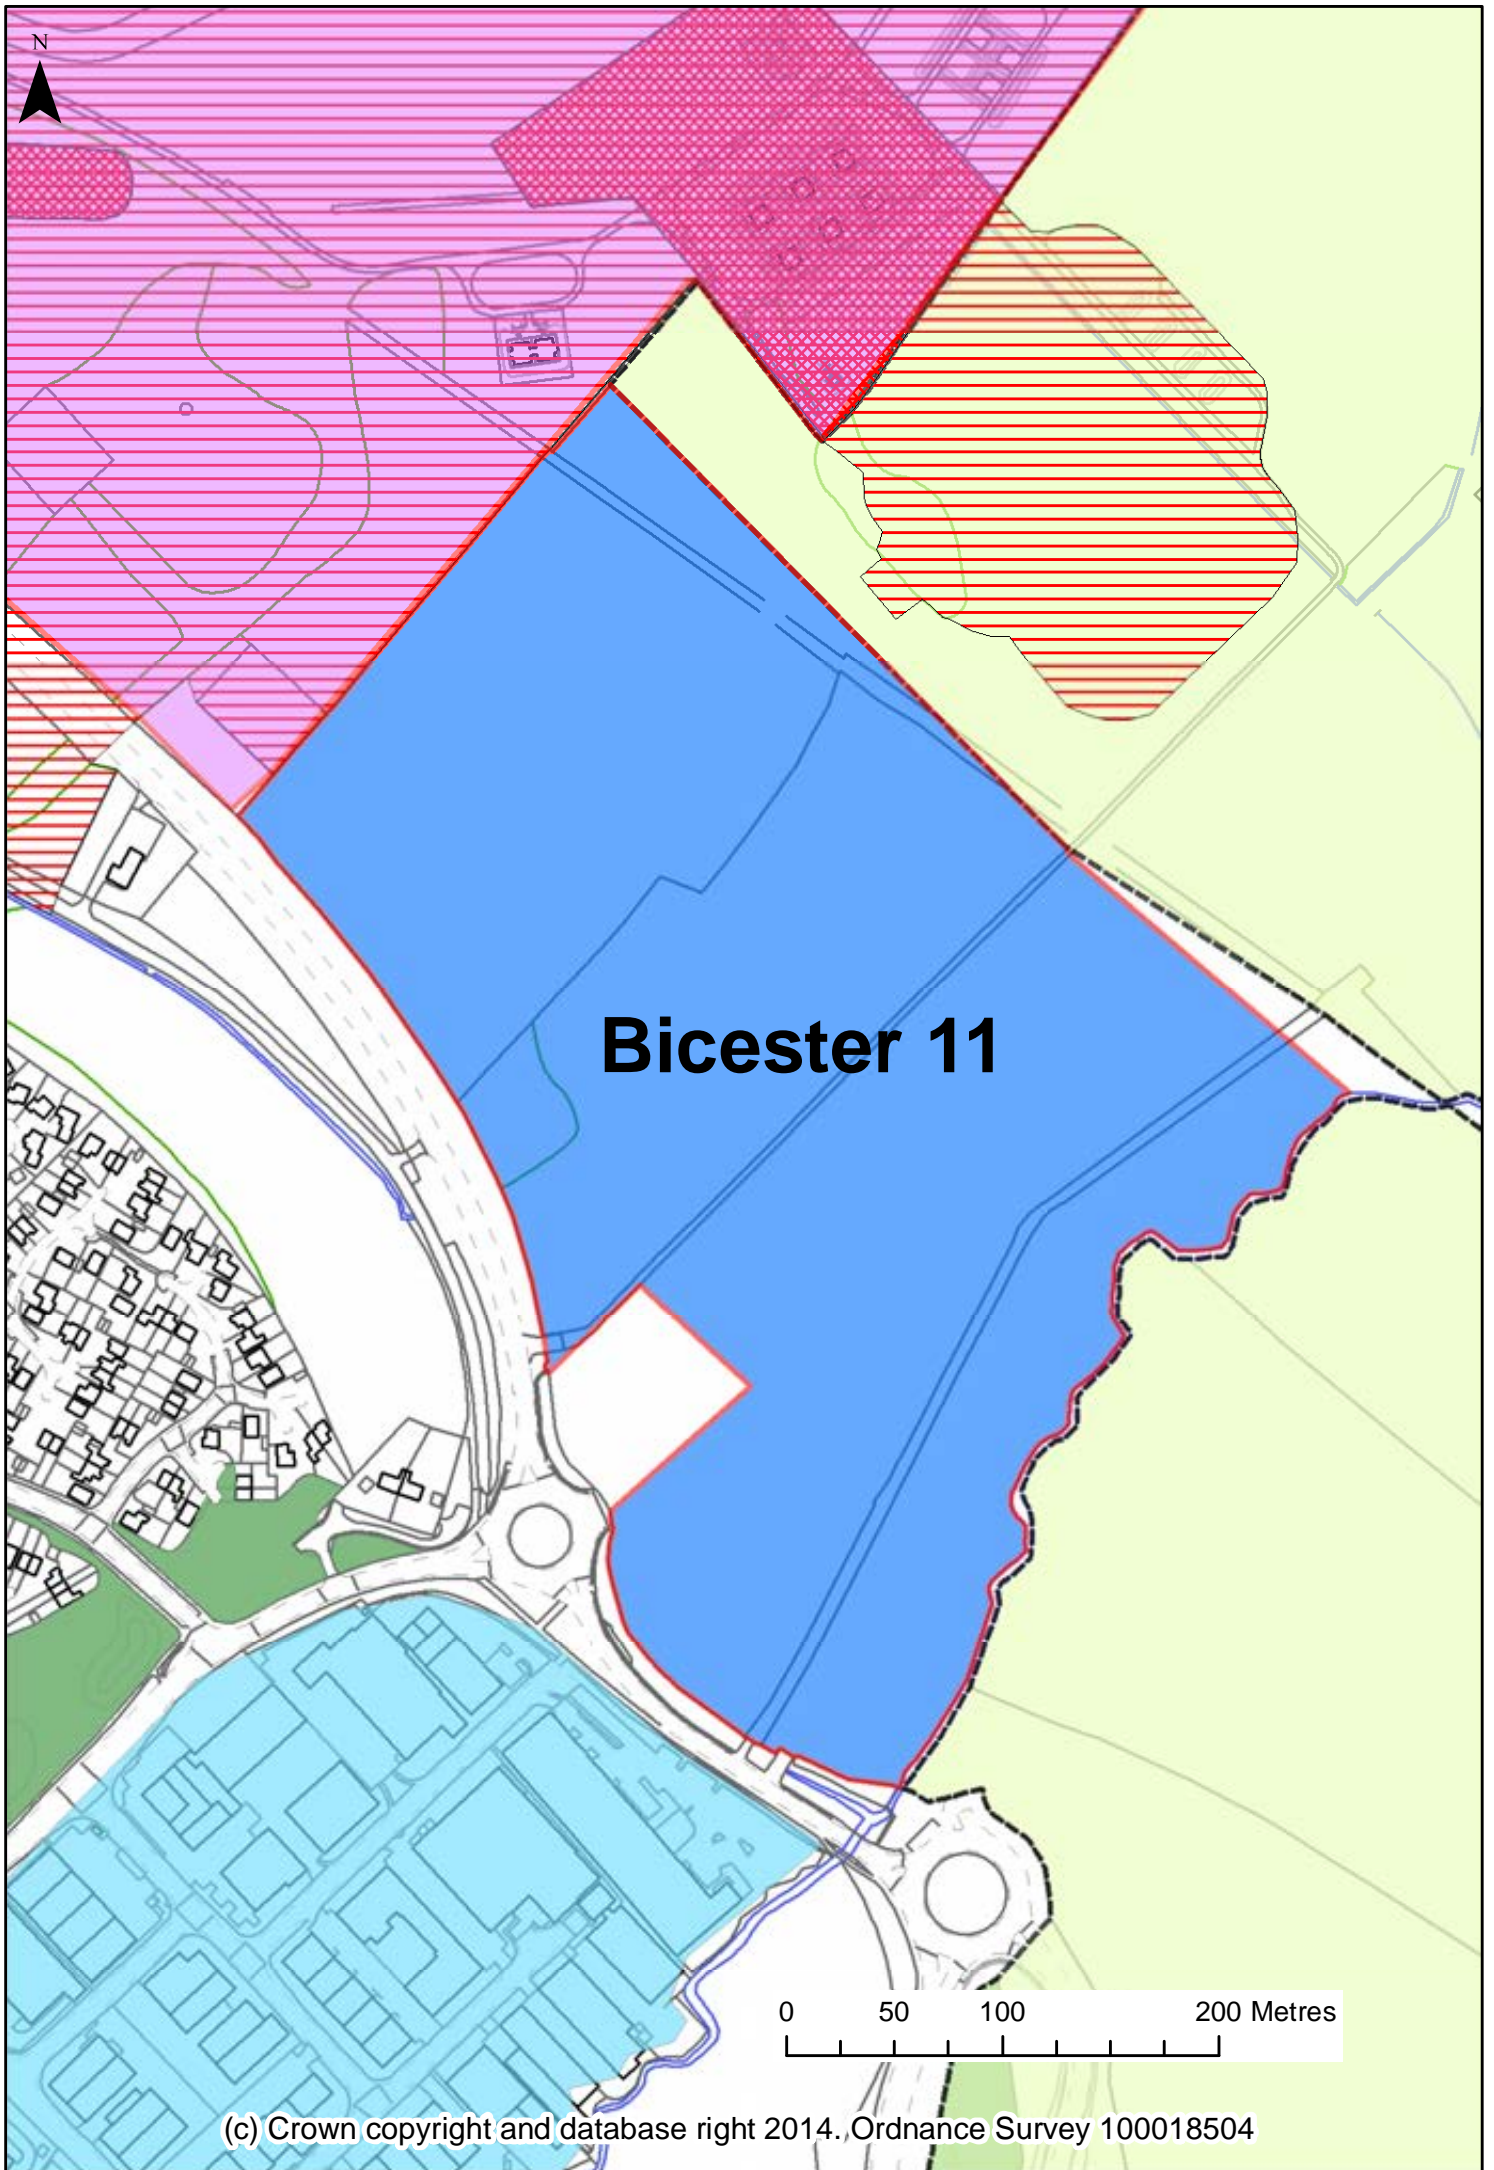 N
Bicester 11
0 50 100 200 Metres
(c) Crown copyright and database right 2014. Ordnance Survey 100018504